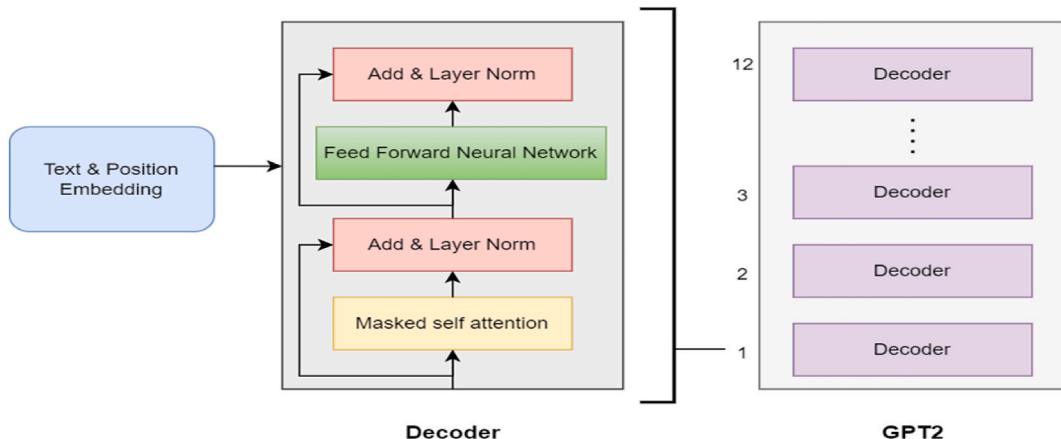 Text & Position
Embedding
Add & Layer Norm
Feed Forward Neural Network
Add & Layer Norm
Masked self attention
Decoder
12
Decoder
3
Decoder
2
Decoder
1
Decoder
GPT2